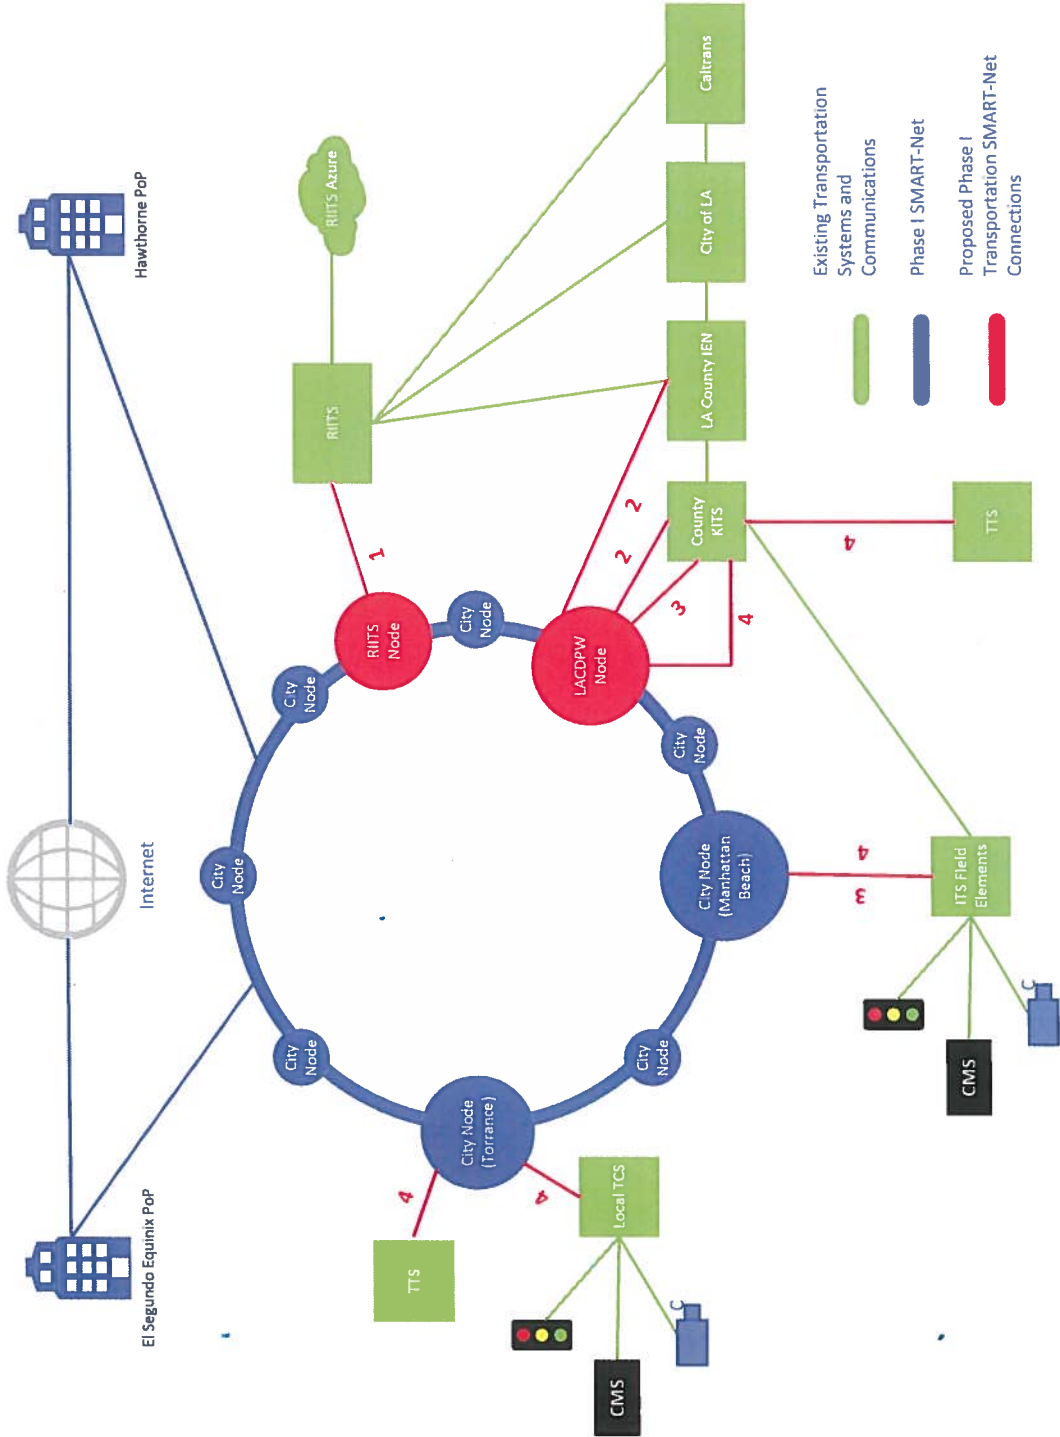 El Segundo Equinix PoP
Internet
Hawthorne PoP
City
Node
City
Node
City
Node
RIITS Azure
RIITS
1
RIITS
Node
City
Node
TTS
4
City Node
(Torrance)
4
LACDPW
Node
2
2
3
4
Local TCS
C
CMS
City
Node
City
Node
City Node
(Manhattan
Beach)
County
KITS
LA County IEN
City of LA
Caltrans
3
4
4
ITS Field
Elements
TTS
C
CMS
Existing Transportation
Systems and
Communications
Phase I SMART-Net
Proposed Phase I
Transportation SMART-Net
Connections